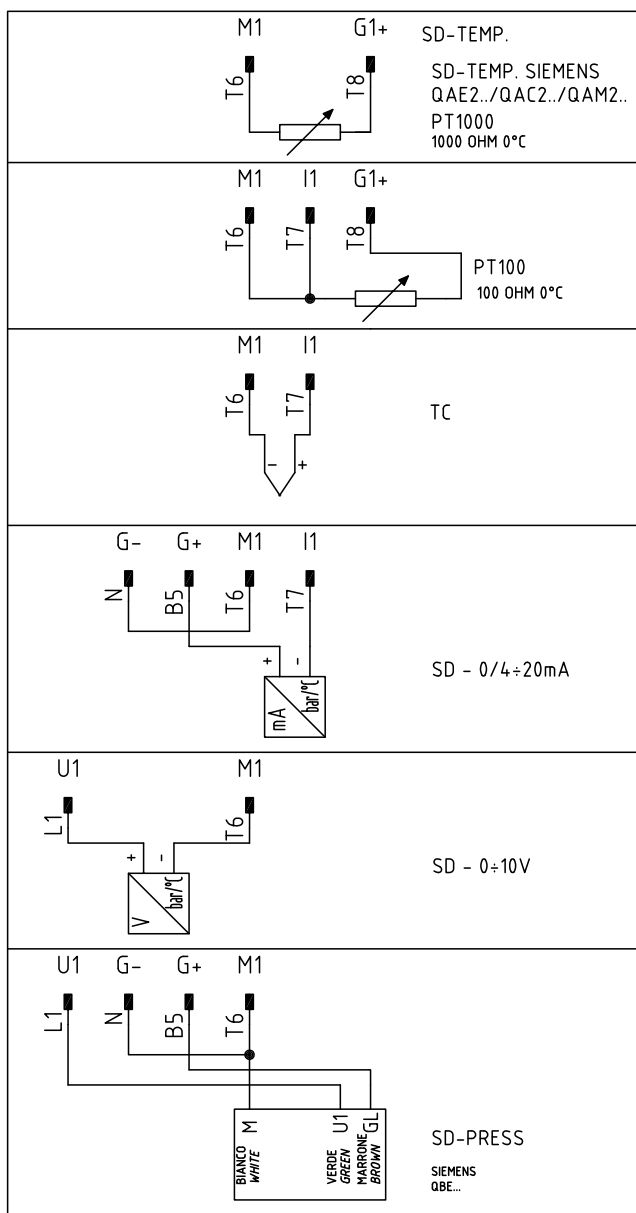 M1 G1+ SD-TEMP.
T6 T8
SD-TEMP. SIEMENS
QAE2../QAC2../QAM2..
PT1000
1000 OHM 0°C
M1 I1 G1+
T6 T7 T8
PT100
100 OHM 0°C
M1 I1
T6 T7
TC
- +
G- G+ M1 I1
N B5 T6 T7
+ -
mA bar/°C
SD - 0/4÷20mA
U1 M1
L1 T6
+ -
V bar/°C
SD - 0÷10V
U1 G- G+ M1
L1 N B5 T6
M U1 GL
BIANCO
WHITE
VERDE
GREEN
MARRONE
BROWN
SD-PRESS
SIEMENS
QBE...